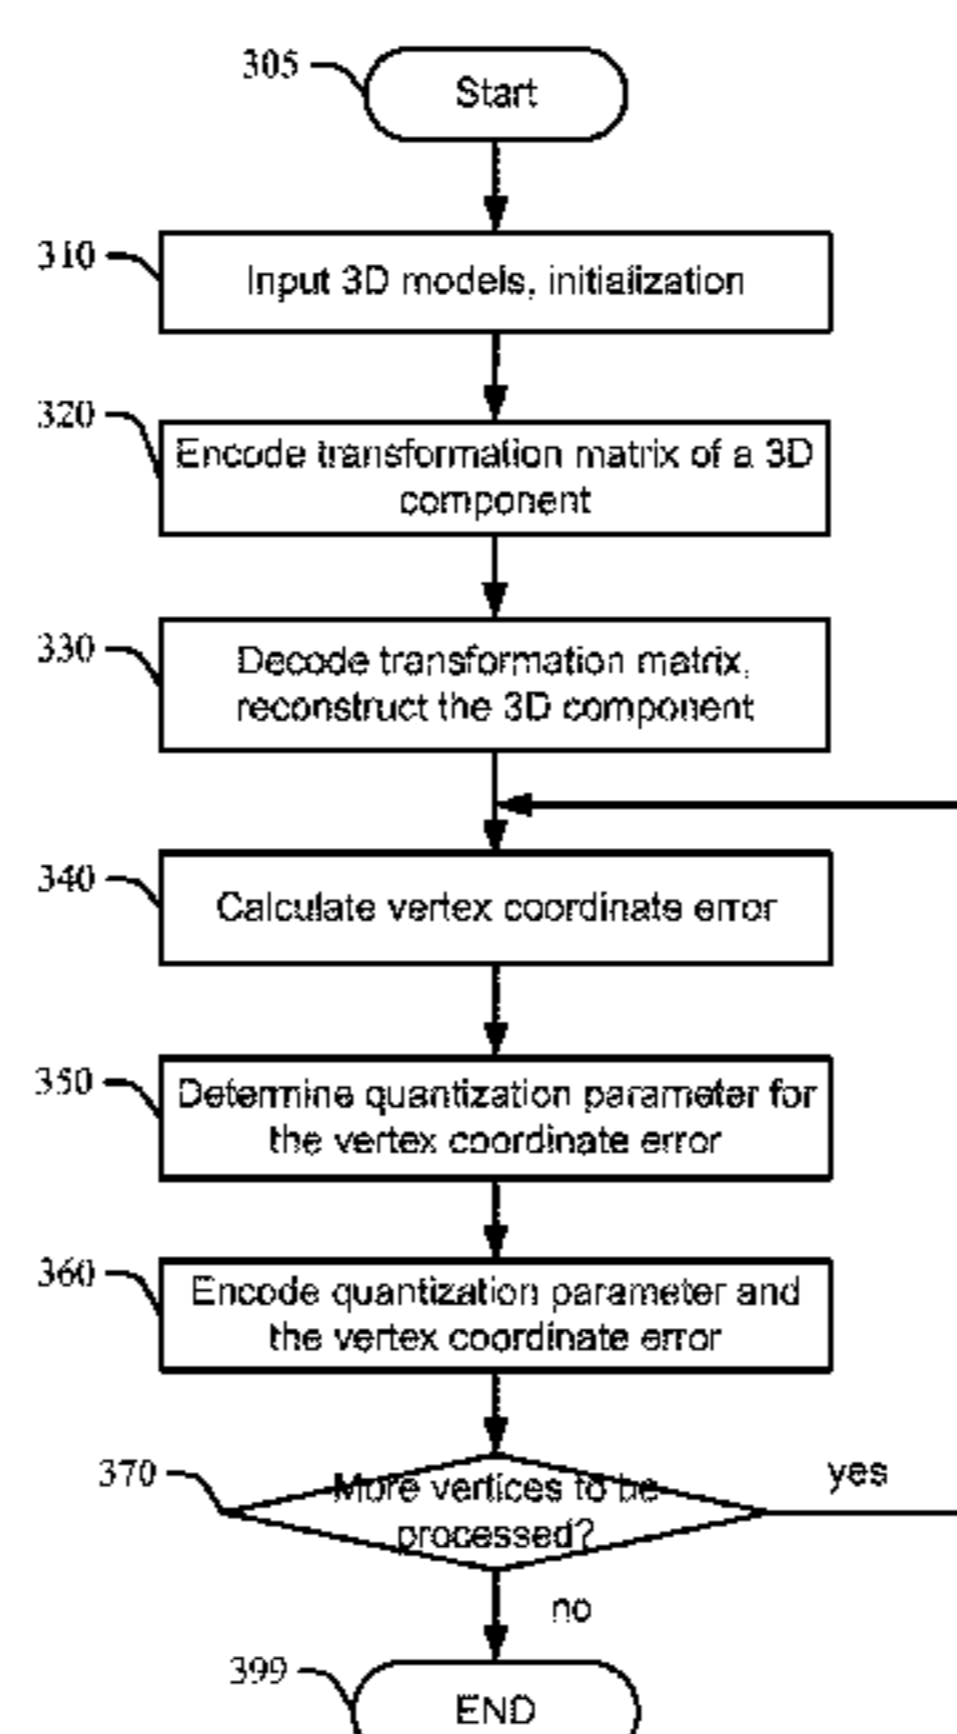 305
Start
310
Input 3D models, initialization
320
Encode transformation matrix of a 3D
component
330
Decode transformation matrix,
reconstruct the 3D component
340
Calculate vertex coordinate error
350
Determine quantization parameter for
the vertex coordinate error
360
Encode quantization parameter and
the vertex coordinate error
370
More vertices to be
processed?
yes
no
399
END